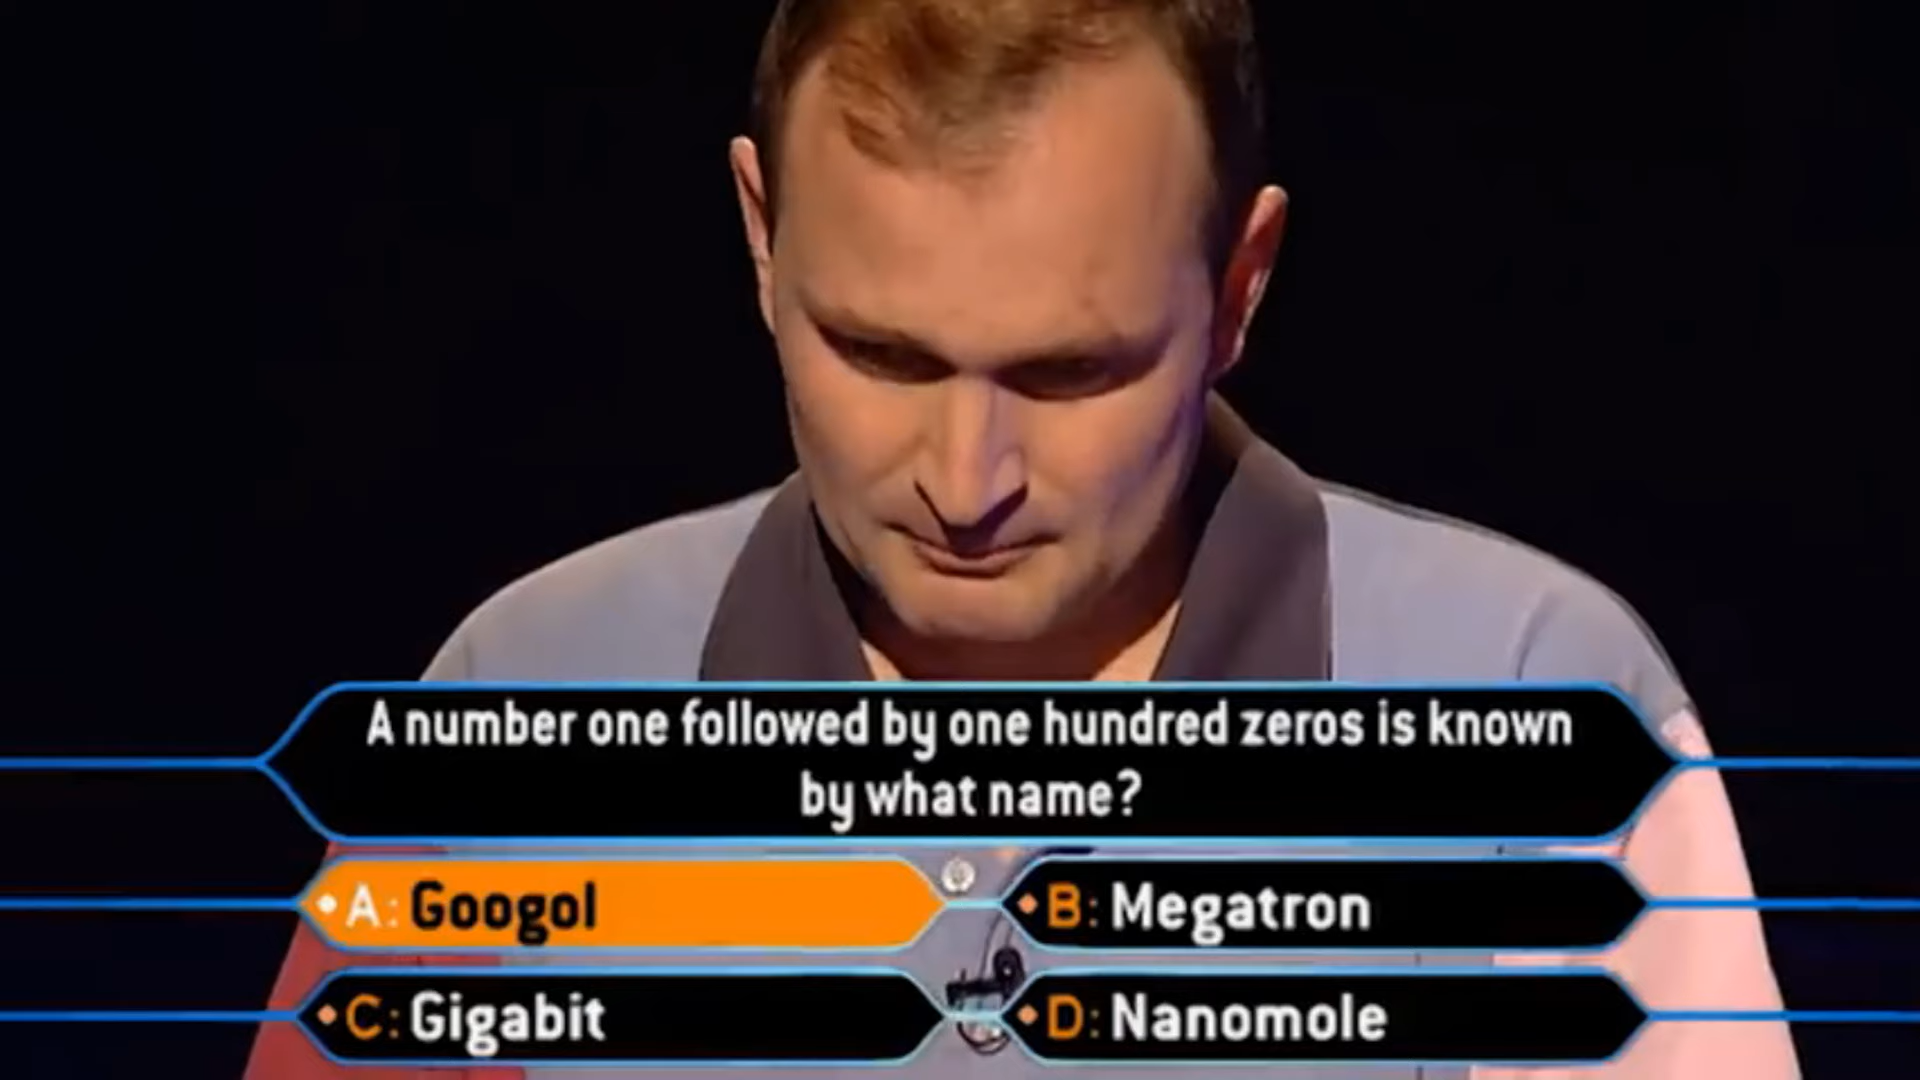 A number one followed by one hundred zeros is known
by what name?
A: Googol
B: Megatron
C: Gigabit
D: Nanomole